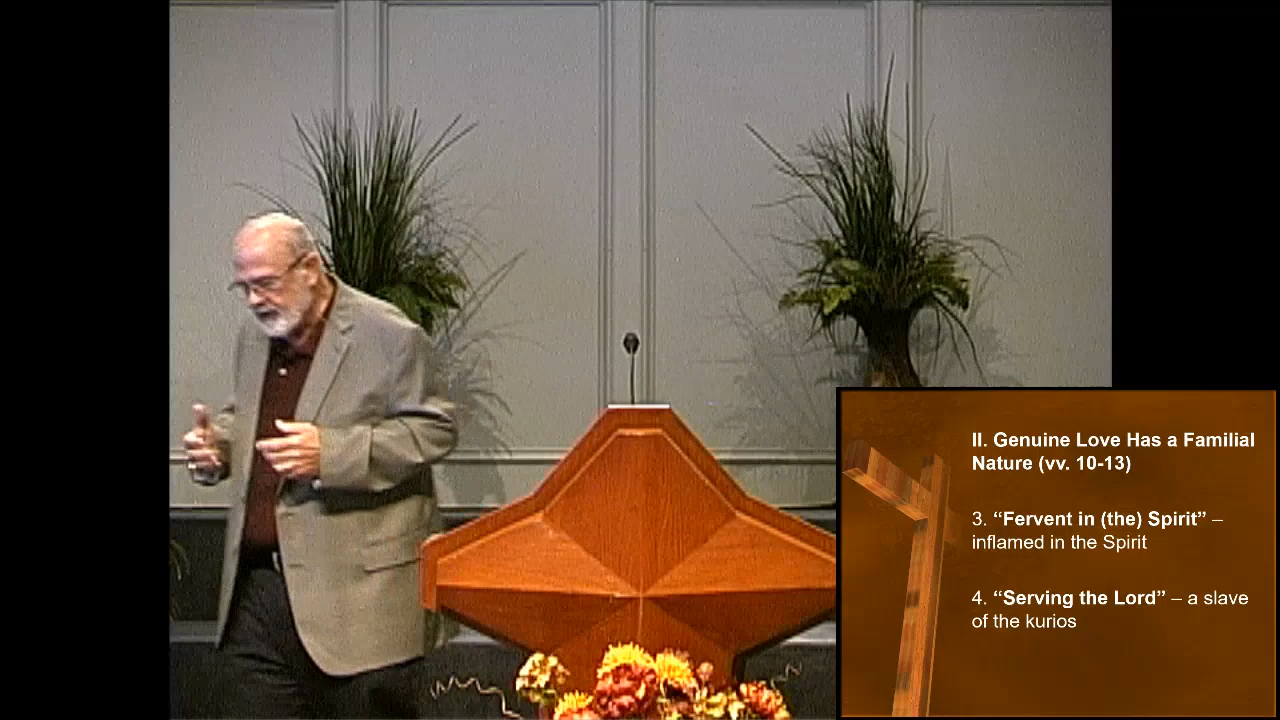 II. Genuine Love Has a Familial
Nature (vv. 10-13)
3. “Fervent in (the) Spirit” –
inflamed in the Spirit
4. “Serving the Lord” – a slave
of the kurios